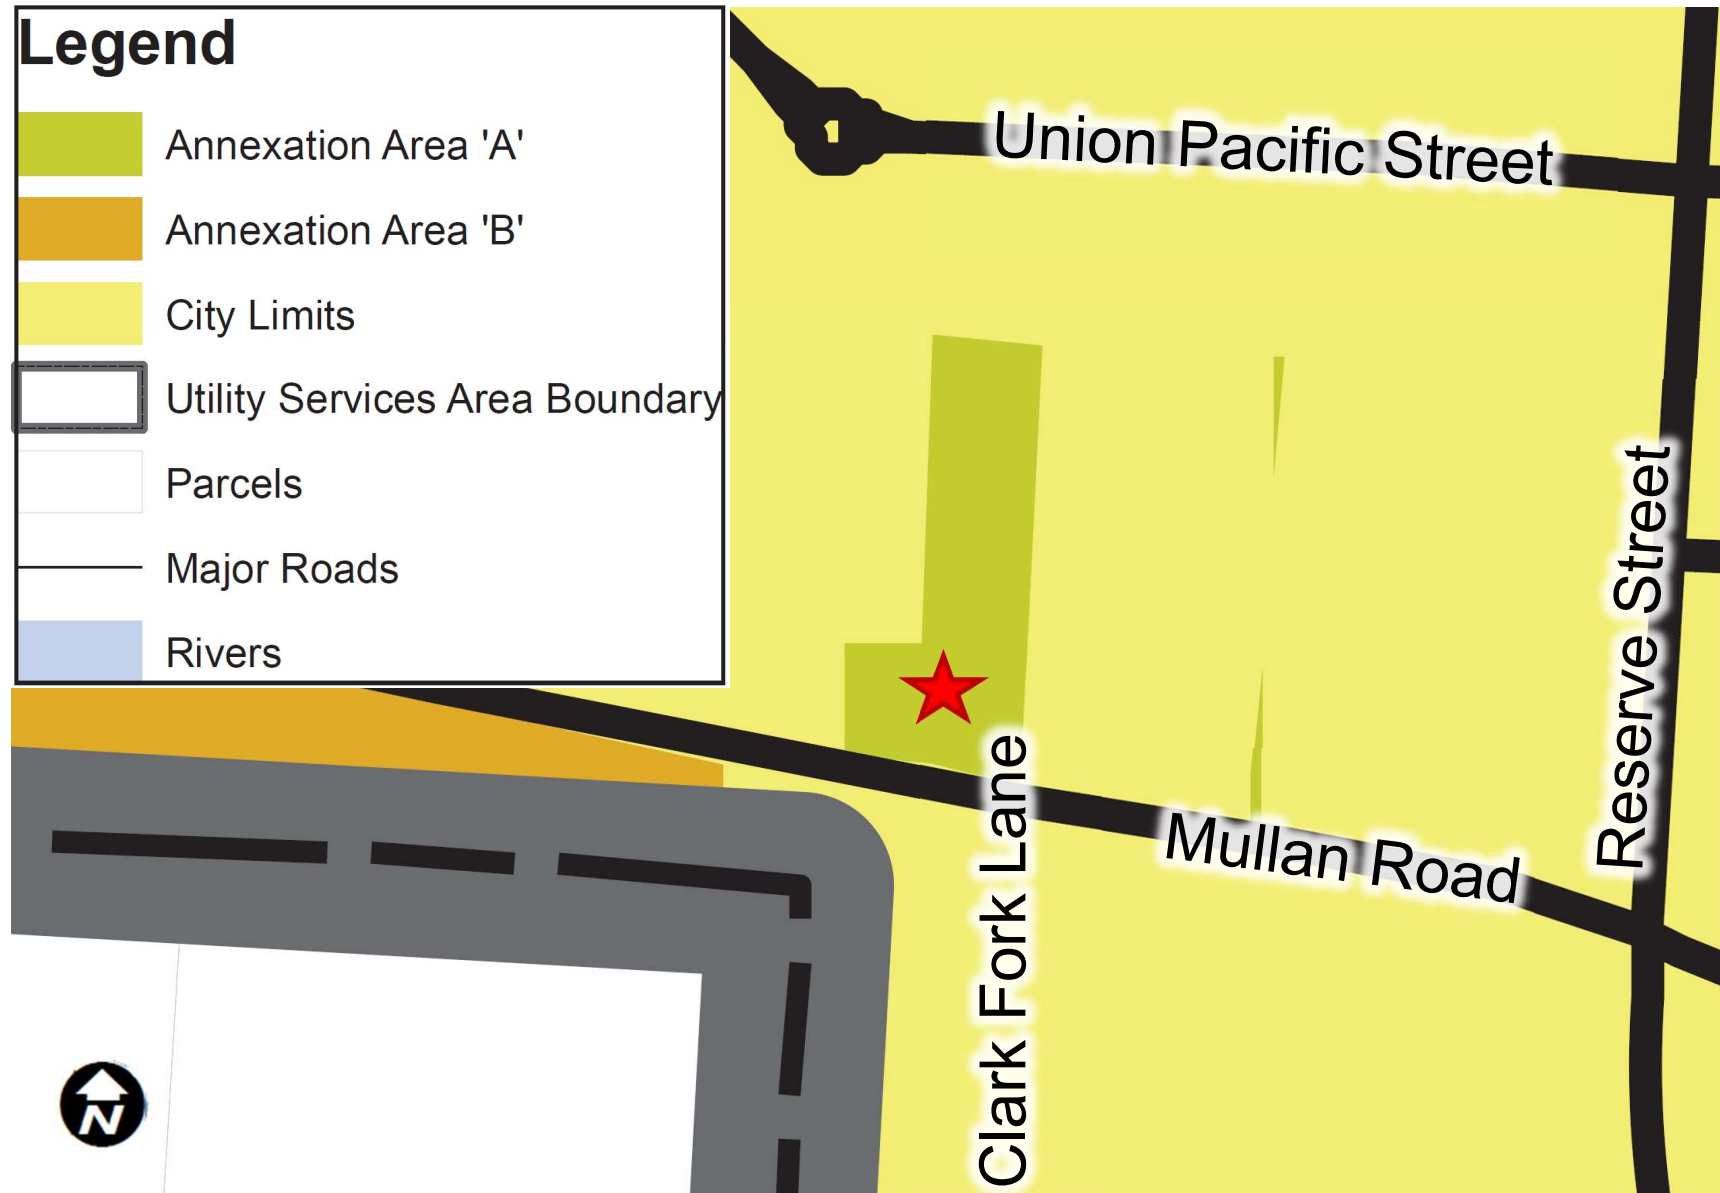 Legend
Annexation Area 'A'
Annexation Area 'B'
City Limits
Utility Services Area Boundary
Parcels
Major Roads
Rivers
Union Pacific Street
Reserve Street
Mullan Road
Clark Fork Lane
N